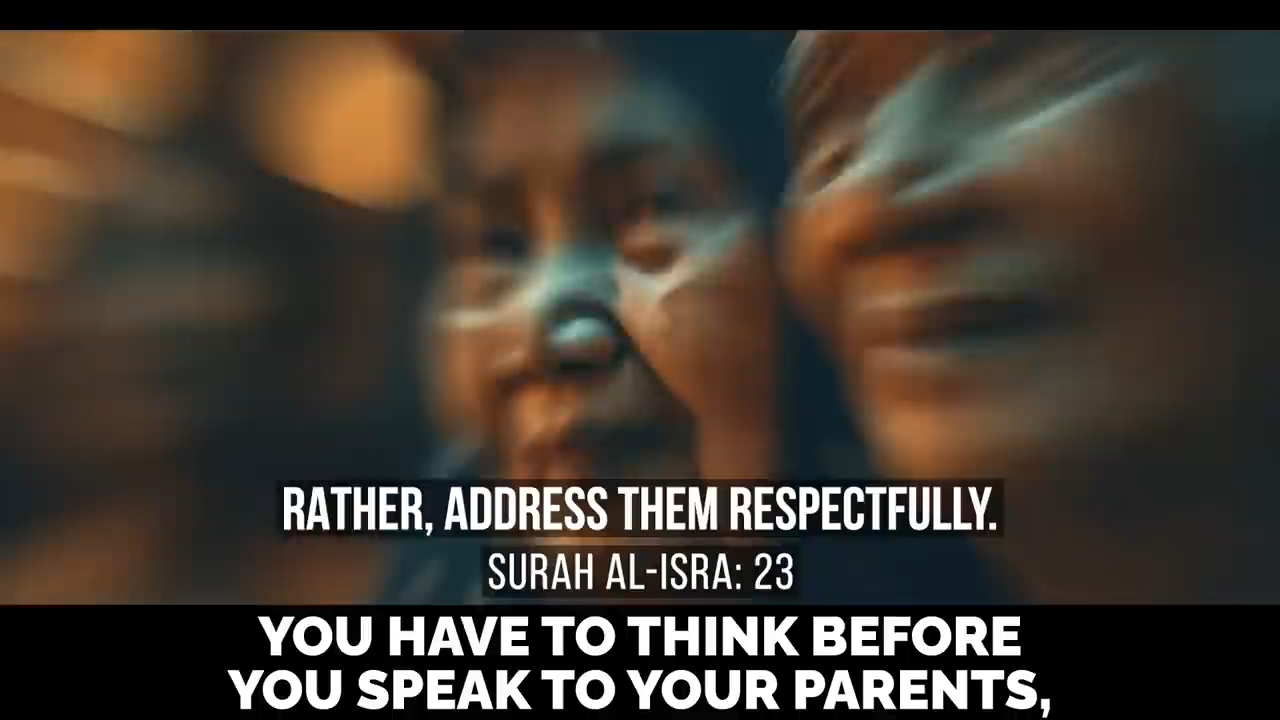 RATHER, ADDRESS THEM RESPECTFULLY.
SURAH AL-ISRA: 23
YOU HAVE TO THINK BEFORE
YOU SPEAK TO YOUR PARENTS,